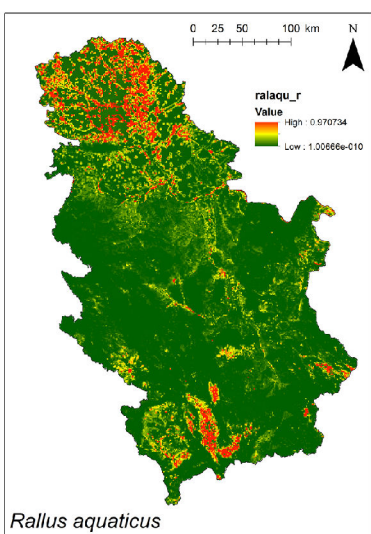 0 25 50 100 km N
ralaqu_r
Value
High : 0.970734
Low : 1.00666e-010
Rallus aquaticus